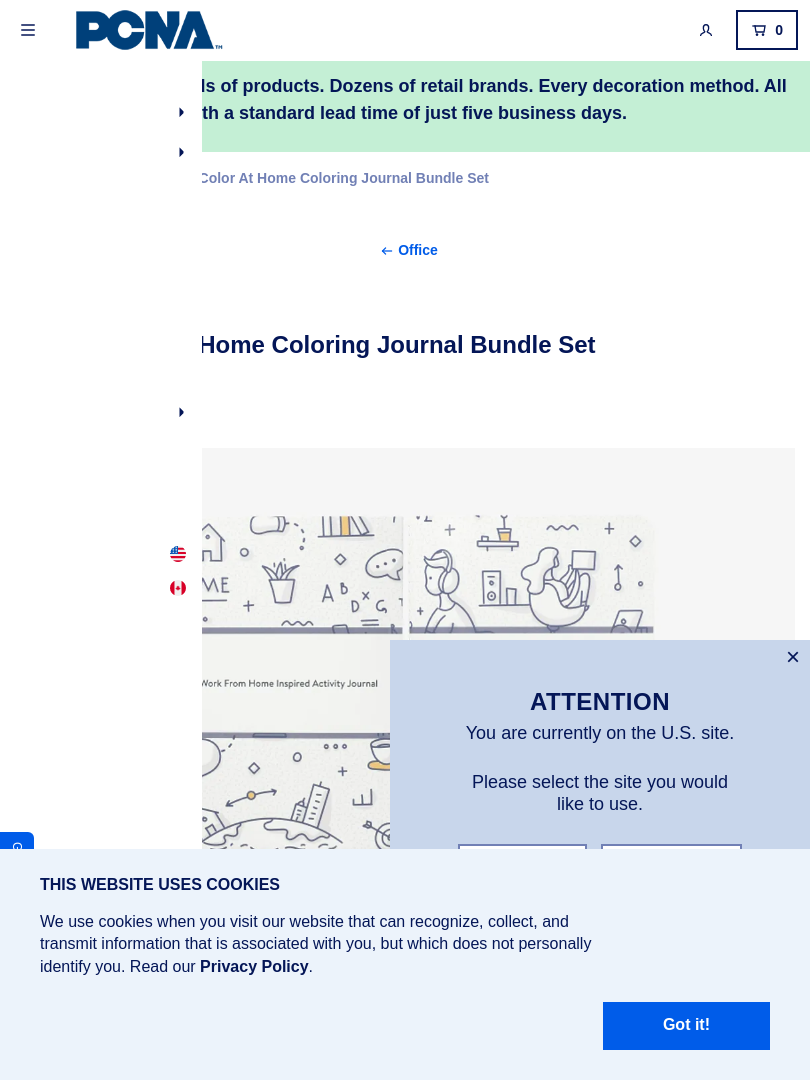 PCNA
TM
0
of products. Dozens of retail brands. Every decoration method. All
a standard lead time of just five business days.
Color At Home Coloring Journal Bundle Set
Office
Home Coloring Journal Bundle Set
Work From Home Inspired Activity Journal
ATTENTION
You are currently on the U.S. site.
Please select the site you would
like to use.
THIS WEBSITE USES COOKIES
We use cookies when you visit our website that can recognize, collect, and
transmit information that is associated with you, but which does not personally
identify you. Read our Privacy Policy.
Got it!